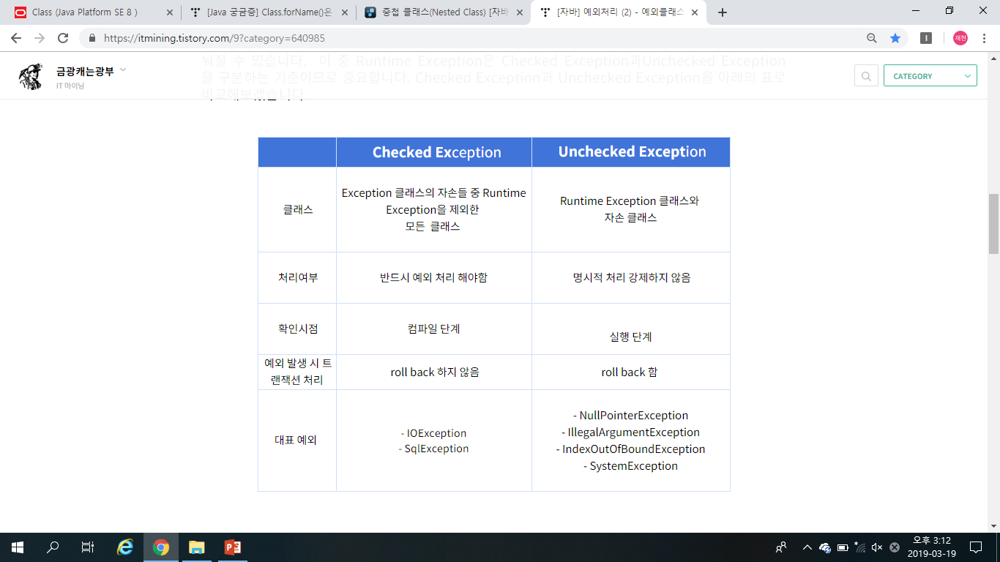 Class (Java Platform SE 8 )
[Java 궁금증] Class.forName()은
중첩 클래스(Nested Class) [자바
[자바] 예외처리 (2) - 예외클래스
https://itmining.tistory.com/9?category=640985
I
재현
금광캐는광부
IT 마이닝
CATEGORY
뉘질 수 있습니다. 이 중 Runtime Exception은 Checked Exception과Unchecked Exception
을 구분하는 기준이므로 중요합니다. Checked Exception과 Unchecked Exception을 아래의 표로
비교해보겠습니다
Checked Exception
Unchecked Exception
클래스
Exception 클래스의 자손들 중 Runtime
Exception을 제외한
모든 클래스
Runtime Exception 클래스와
자손 클래스
처리여부
반드시 예외 처리 해야함
명시적 처리 강제하지 않음
확인시점
컴파일 단계
실행 단계
예외 발생 시 트
랜잭션 처리
roll back 하지 않음
roll back 함
대표 예외
- IOException
- SqlException
- NullPointerException
- IllegalArgumentException
- IndexOutOfBoundException
- SystemException
오후 3:12
2019-03-19